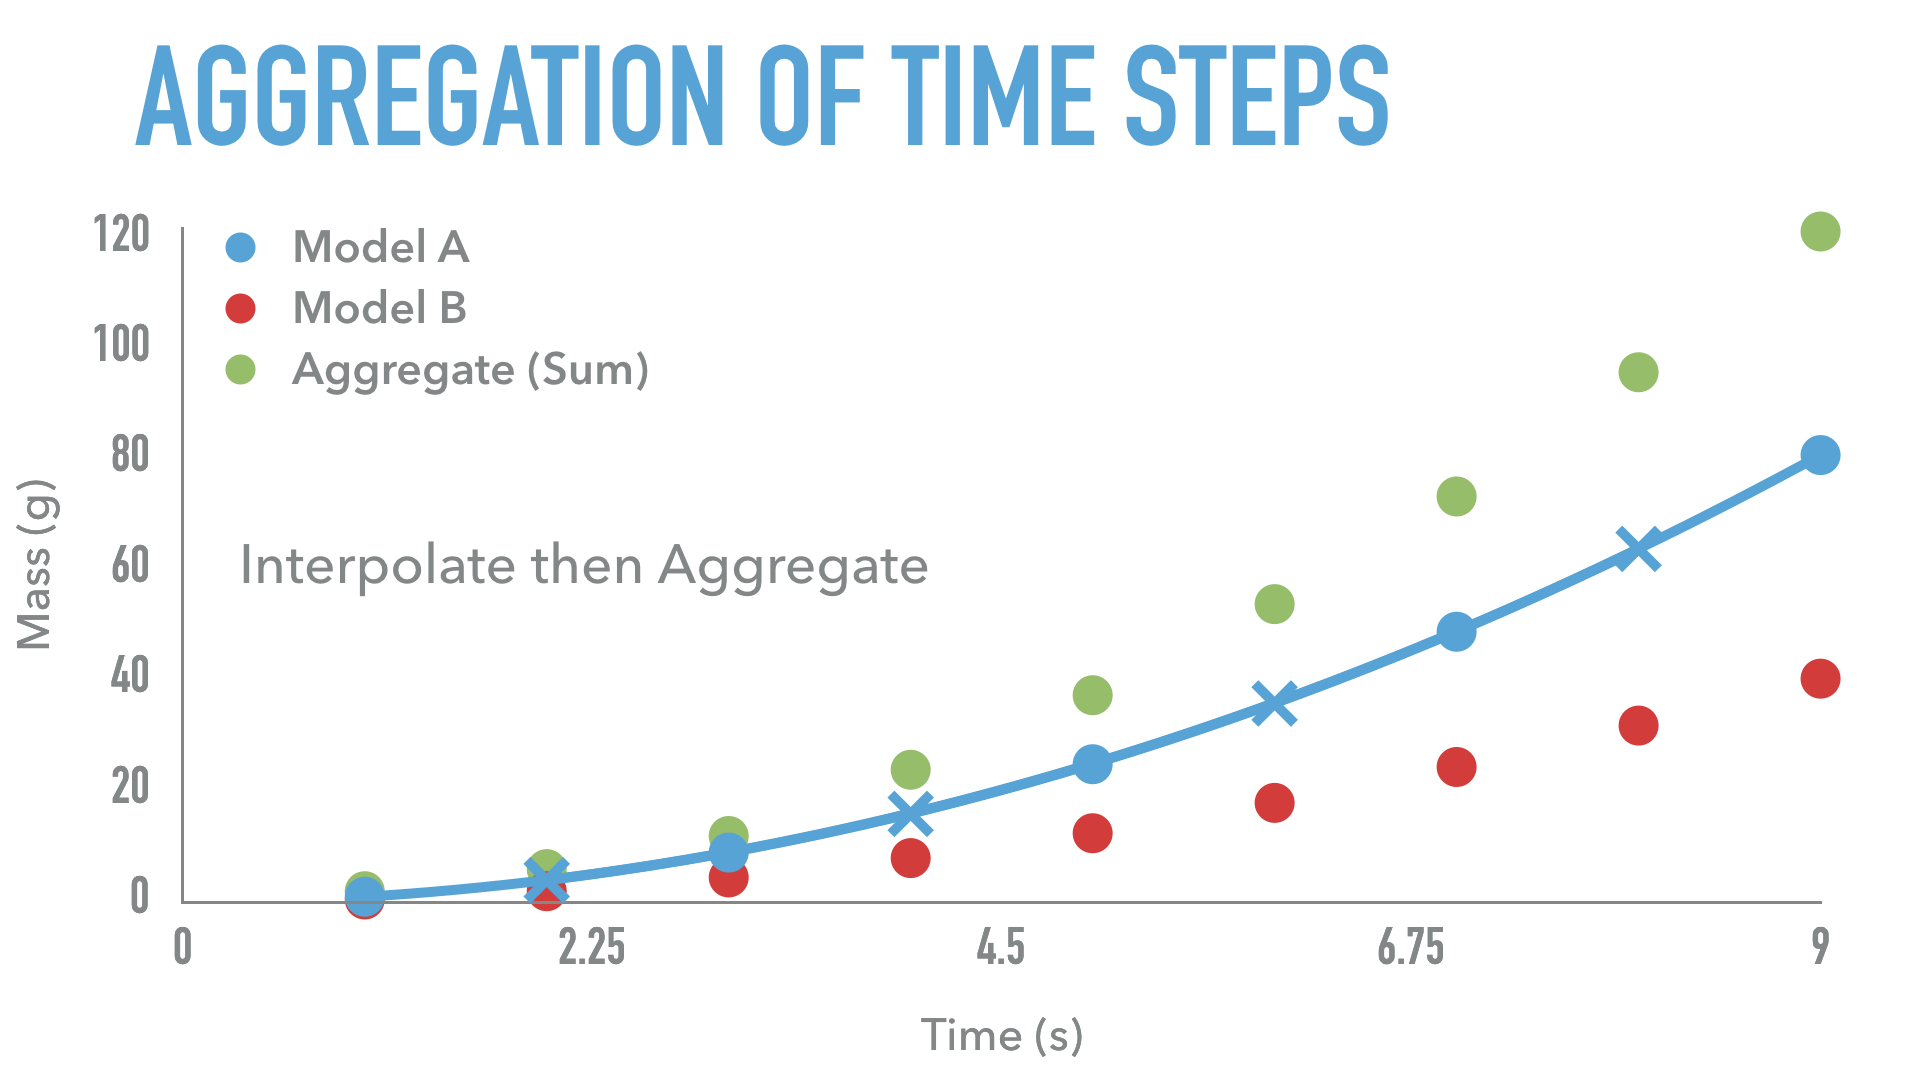 AGGREGATION OF TIME STEPS
Model A
Model B
Aggregate (Sum)
Interpolate then Aggregate
Mass (g)
120
100
80
60
40
20
0
0 2.25 4.5 6.75 9
Time (s)